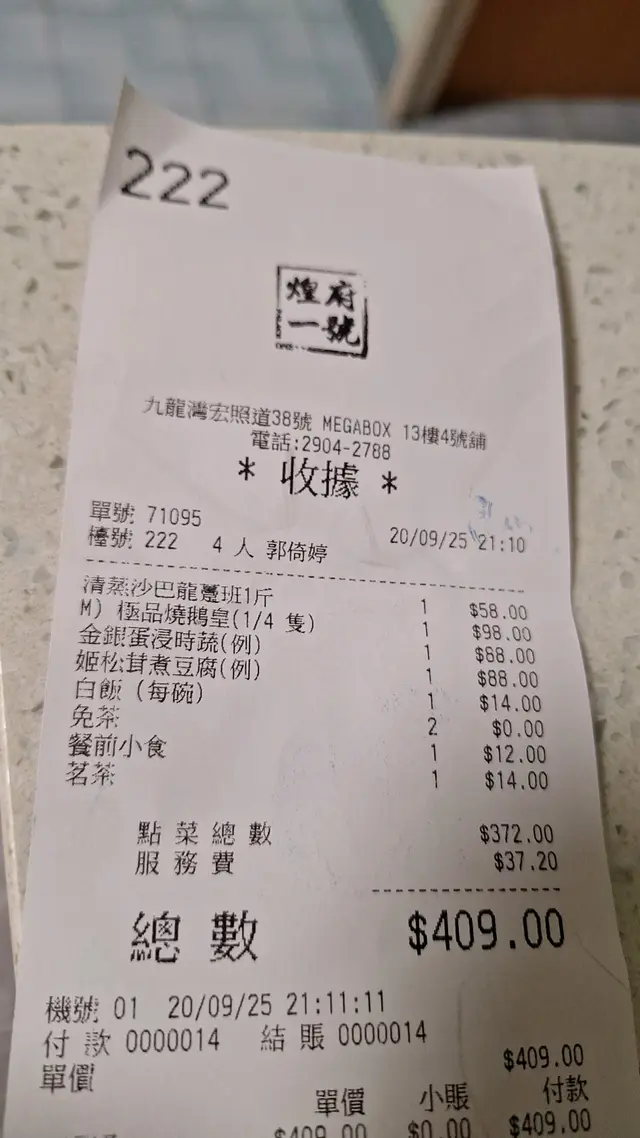 222
煌府
一號
九龍灣宏照道38號 MEGABOX 13樓4號舖
電話:2904-2788
* 收據 *
單號 71095
檯號 222 4 人 郭倚婷 20/09/25 21:10
清蒸沙巴龍躉班1斤 1 $58.00
M) 極品燒鵝皇(1/4 隻) 1 $98.00
金銀蛋浸時蔬(例) 1 $88.00
姬松茸煮豆腐(例) 1 $88.00
白飯 (每碗) 1 $14.00
免茶 2 $0.00
餐前小食 1 $12.00
茗茶 1 $14.00
點菜總數 $372.00
服務費 $37.20
總數 $409.00
機號 01 20/09/25 21:11:11
付款 0000014 結賬 0000014
單價 $409.00
單價 小賬 付款
$409.00 $0.00 $409.00